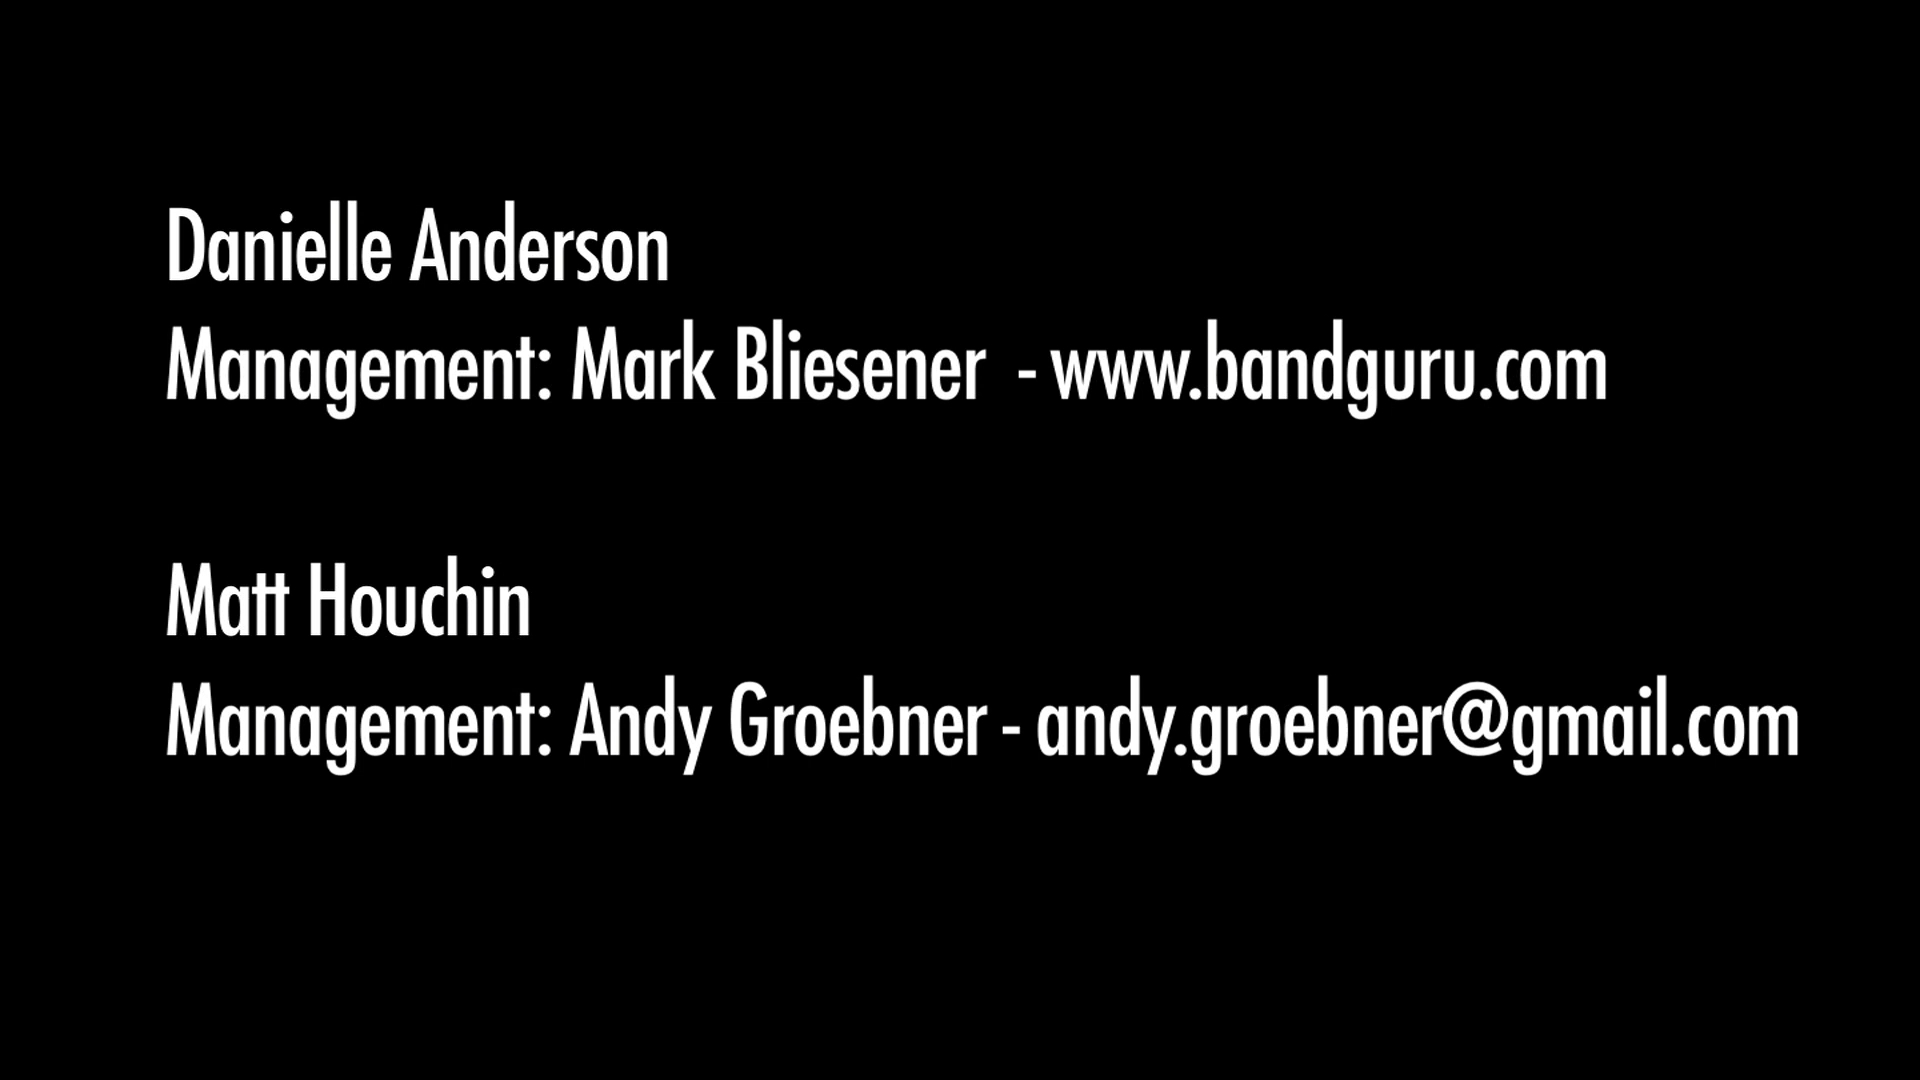 Danielle Anderson
Management: Mark Bliesener - www.bandguru.com
Matt Houchin
Management: Andy Groebner - andy.groebner@gmail.com